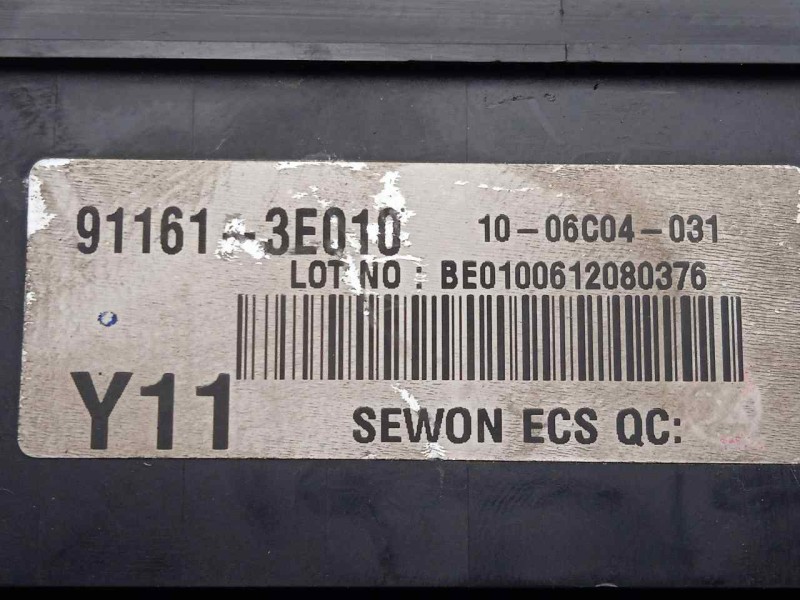 91161-3E010 10-06C04-031
LOT NO : BE0100612080376
Y11 SEWON ECS QC: